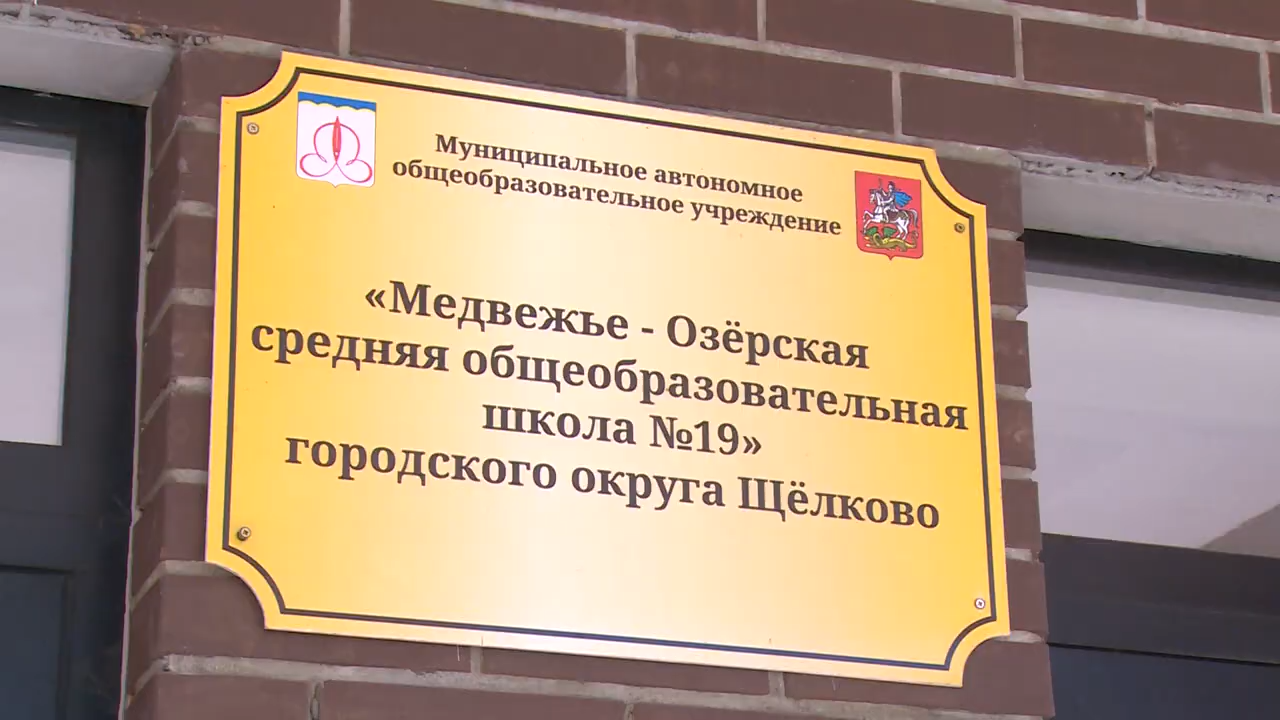 Муниципальное автономное
общеобразовательное учреждение
«Медвежье - Озёрская
средняя общеобразовательная
школа №19»
городского округа Щёлково